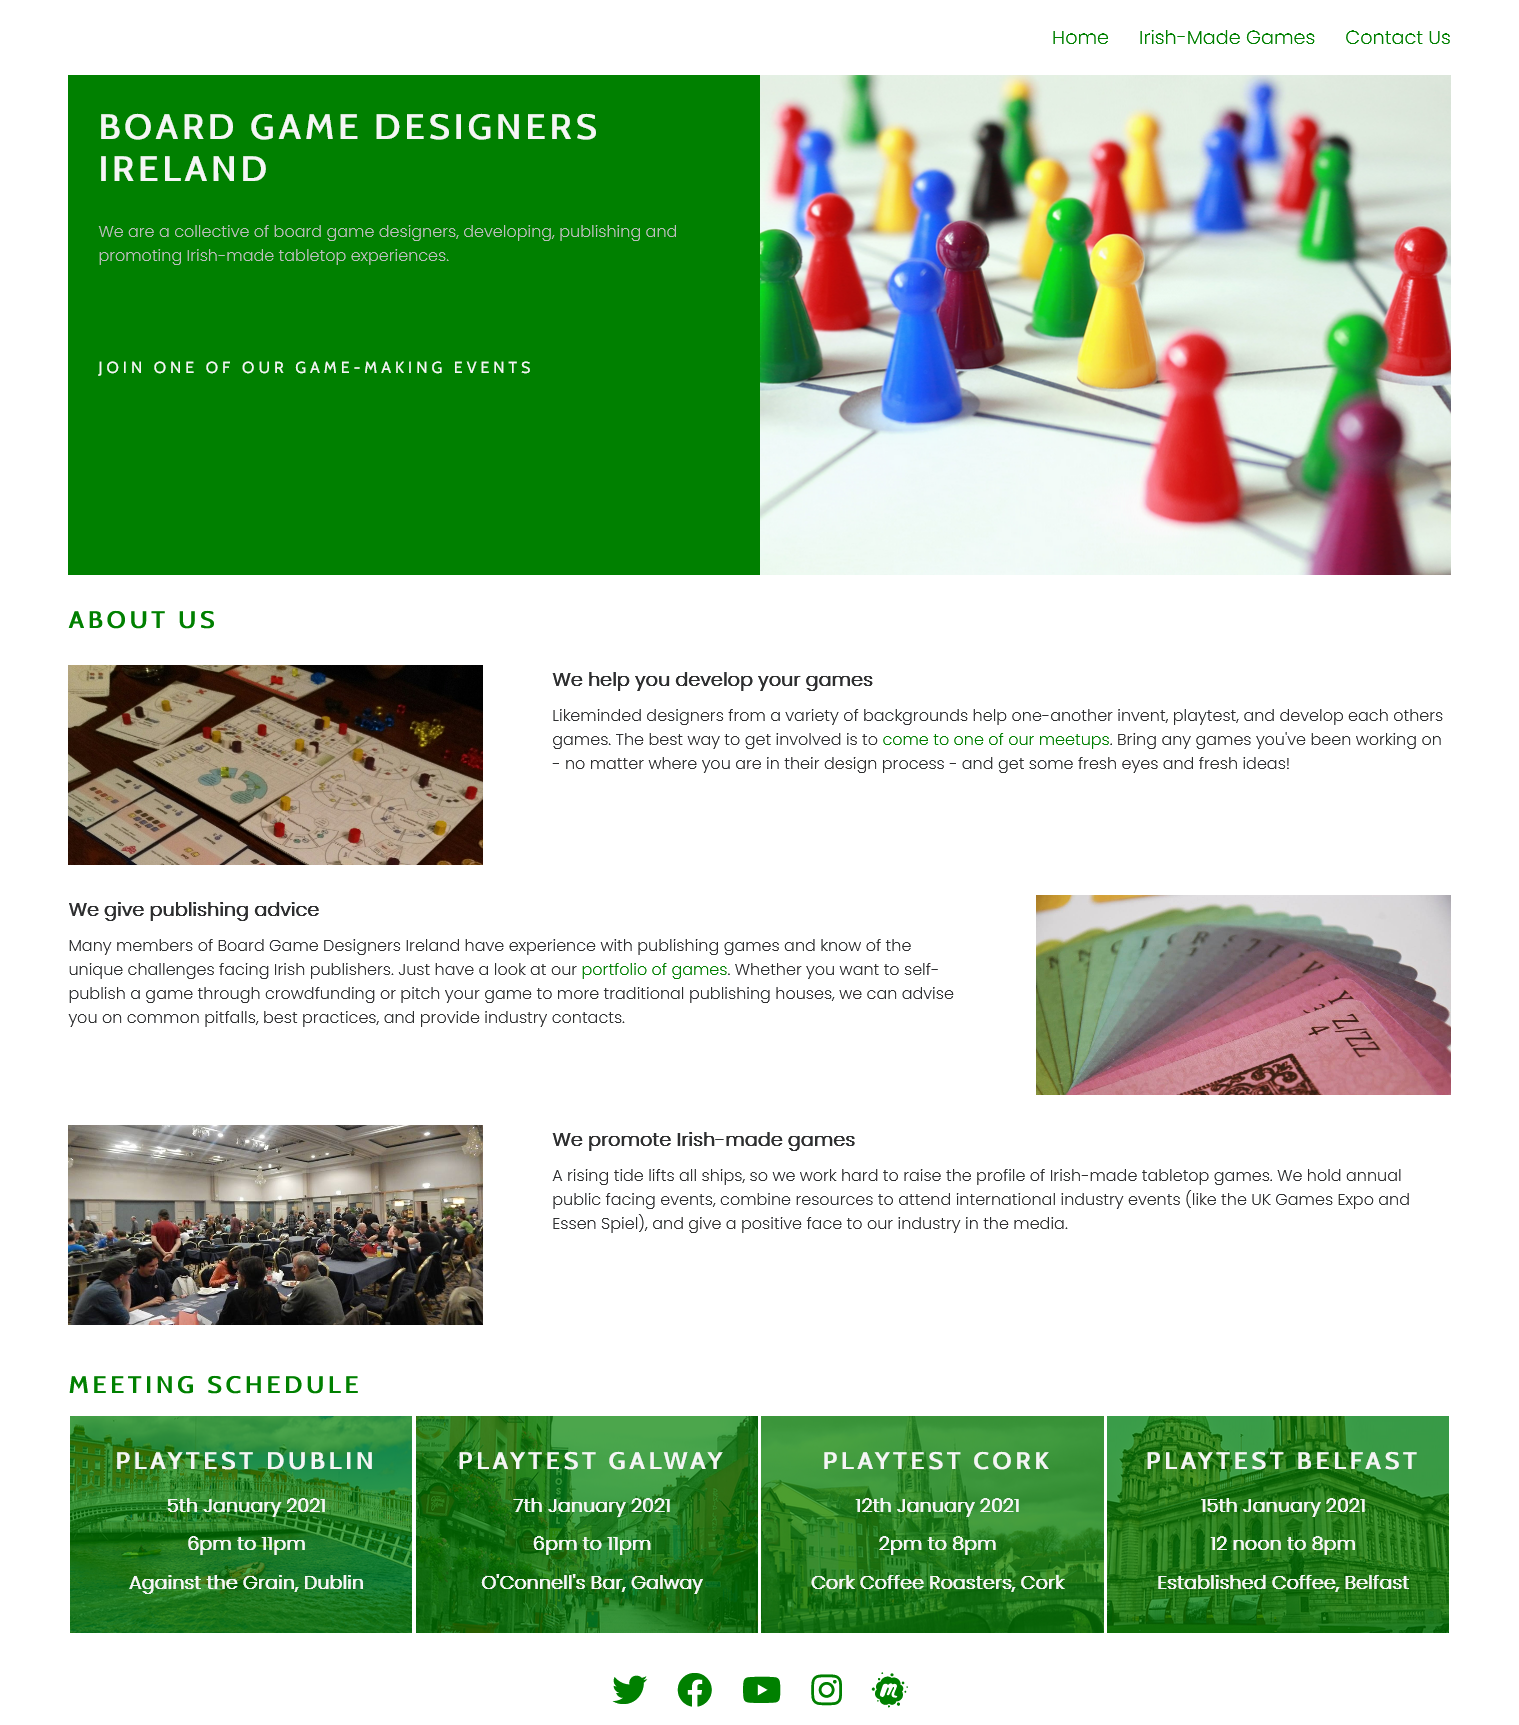 Home Irish-Made Games Contact Us
BOARD GAME DESIGNERS
IRELAND
We are a collective of board game designers, developing, publishing and
promoting Irish-made tabletop experiences.
JOIN ONE OF OUR GAME-MAKING EVENTS
ABOUT US
We help you develop your games
Likeminded designers from a variety of backgrounds help one-another invent, playtest, and develop each others
games. The best way to get involved is to come to one of our meetups. Bring any games you've been working on
- no matter where you are in their design process - and get some fresh eyes and fresh ideas!
We give publishing advice
Many members of Board Game Designers Ireland have experience with publishing games and know of the
unique challenges facing Irish publishers. Just have a look at our portfolio of games. Whether you want to self-
publish a game through crowdfunding or pitch your game to more traditional publishing houses, we can advise
you on common pitfalls, best practices, and provide industry contacts.
Y Z/ZZ
4
We promote Irish-made games
A rising tide lifts all ships, so we work hard to raise the profile of Irish-made tabletop games. We hold annual
public facing events, combine resources to attend international industry events (like the UK Games Expo and
Essen Spiel), and give a positive face to our industry in the media.
MEETING SCHEDULE
PLAYTEST DUBLIN
5th January 2021
6pm to 11pm
Against the Grain, Dublin
PLAYTEST GALWAY
7th January 2021
6pm to 11pm
O'Connell's Bar, Galway
PLAYTEST CORK
12th January 2021
2pm to 8pm
Cork Coffee Roasters, Cork
PLAYTEST BELFAST
15th January 2021
12 noon to 8pm
Established Coffee, Belfast